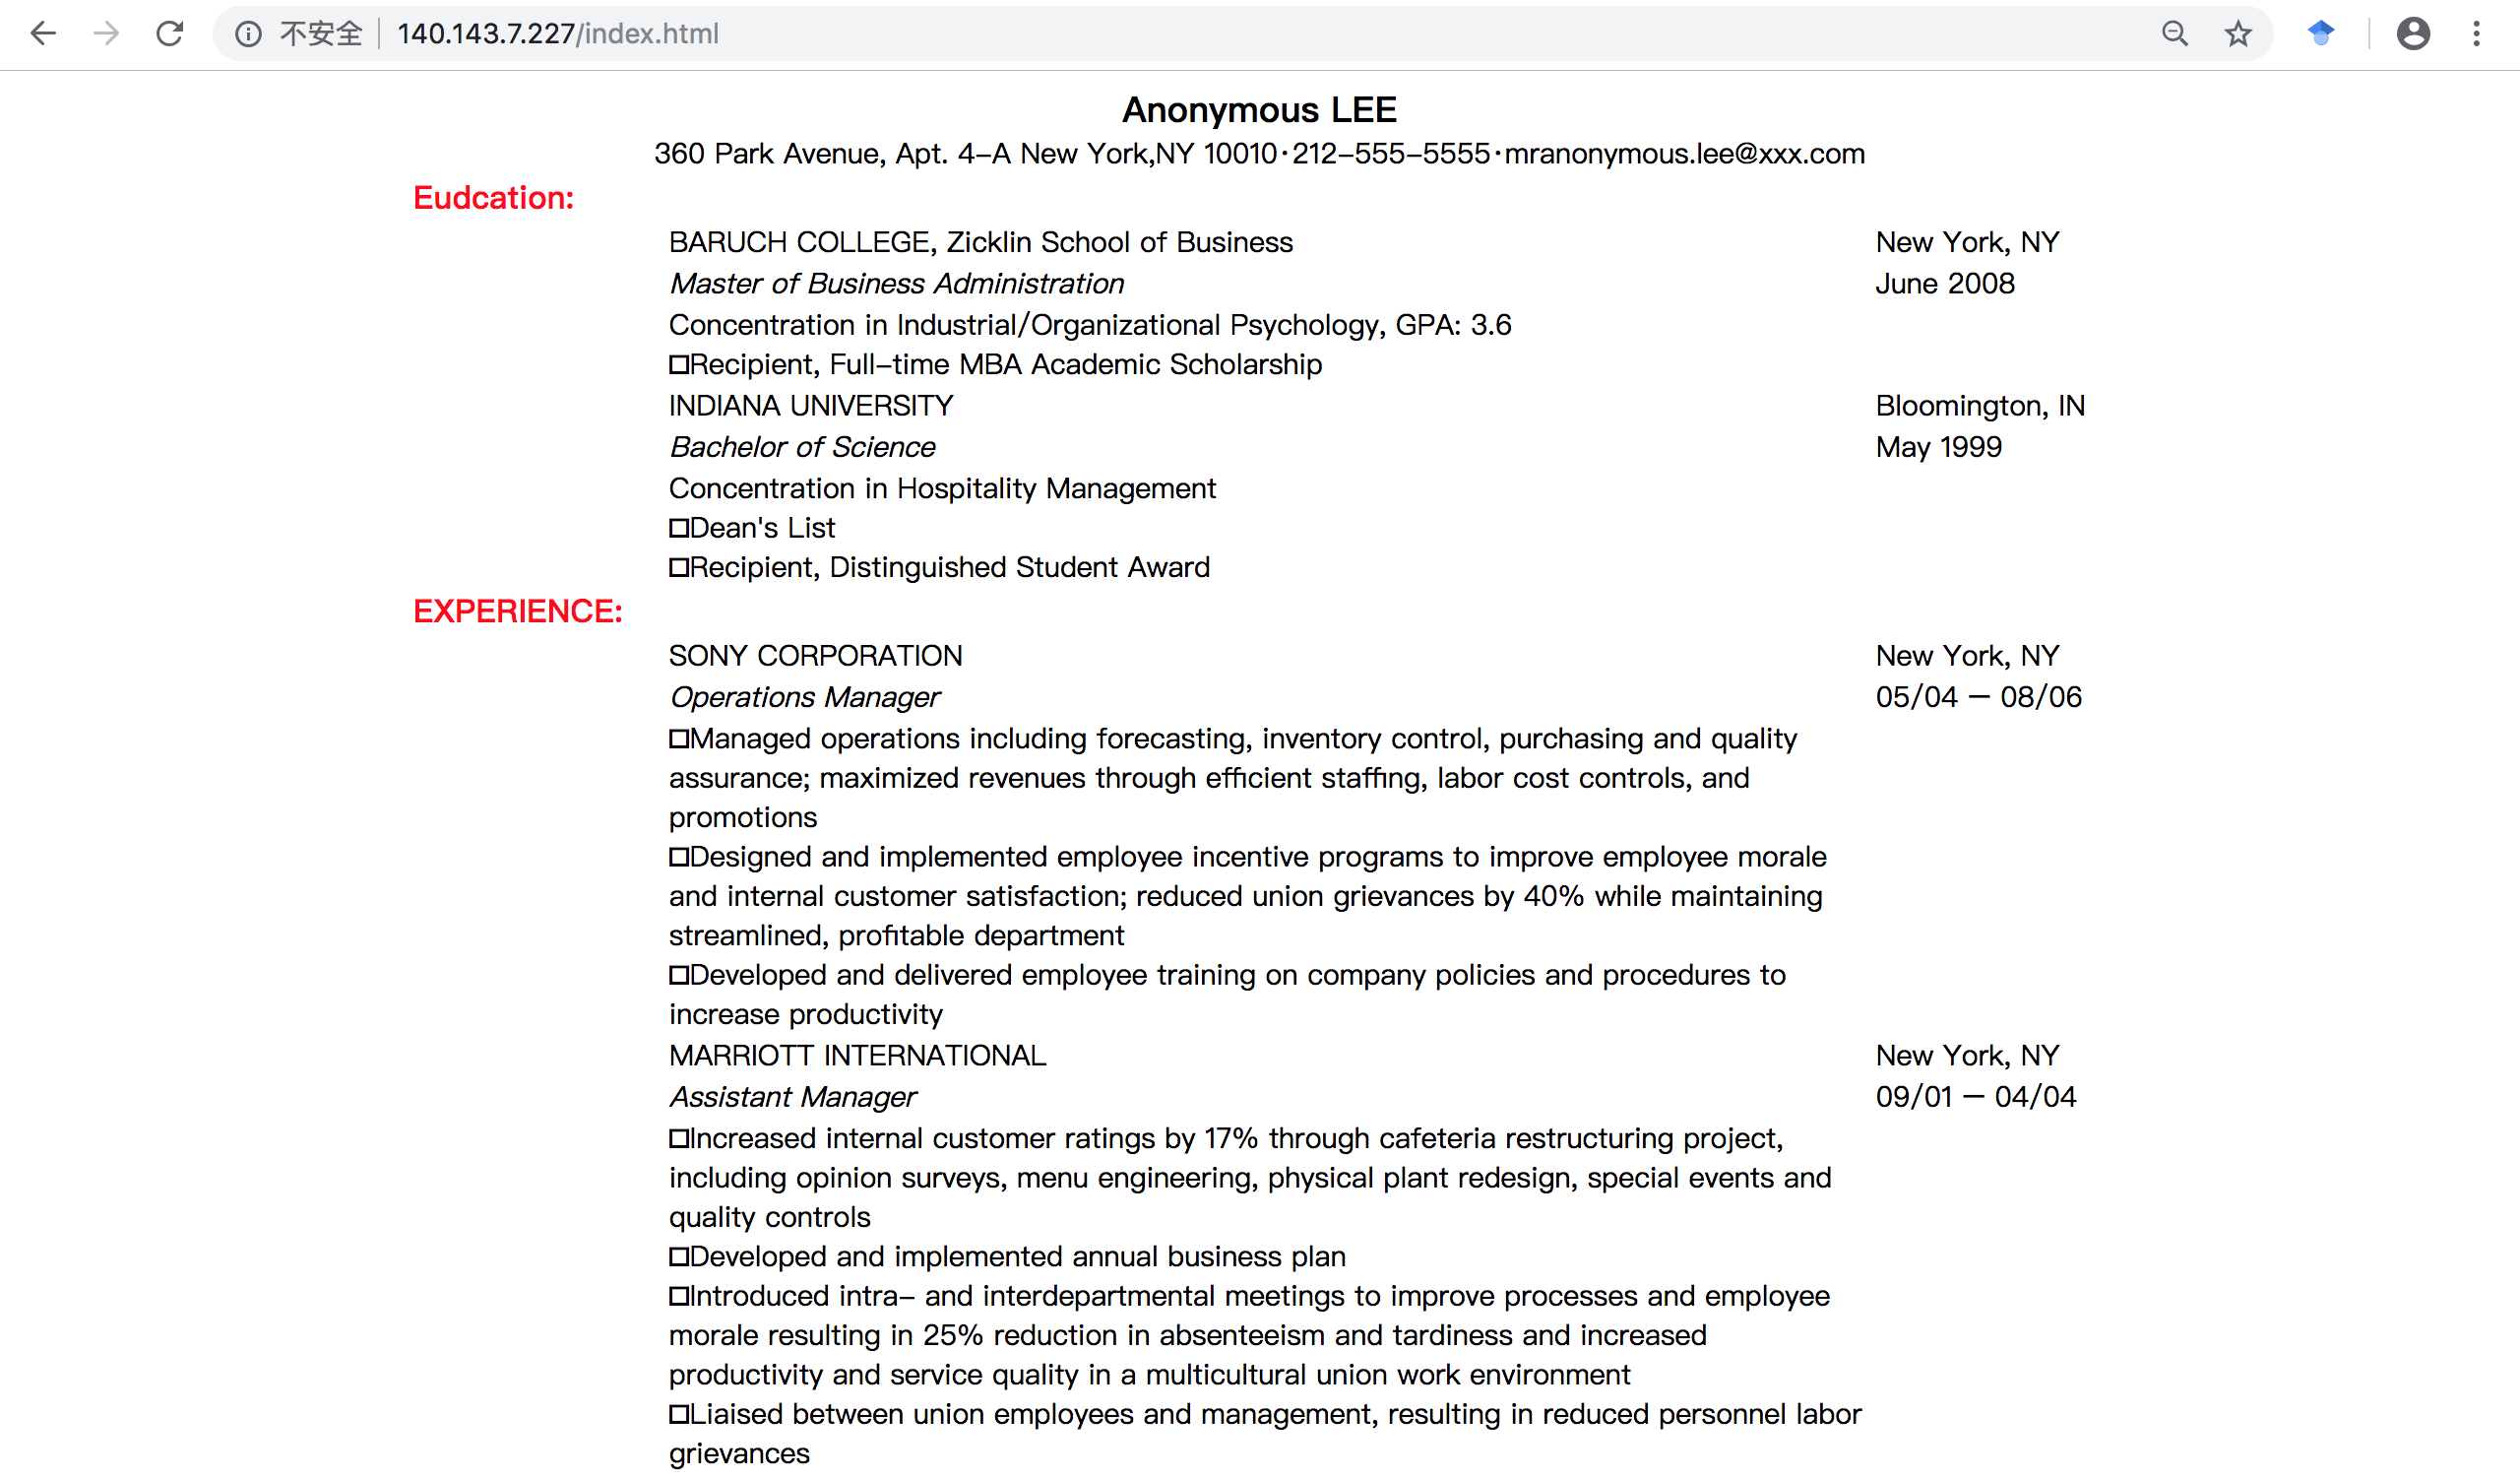 不安全 140.143.7.227/index.html
Anonymous LEE
360 Park Avenue, Apt. 4-A New York,NY 10010·212-555-5555·mranonymous.lee@xxx.com
Eudcation:
BARUCH COLLEGE, Zicklin School of Business New York, NY
Master of Business Administration June 2008
Concentration in Industrial/Organizational Psychology, GPA: 3.6
□Recipient, Full-time MBA Academic Scholarship
INDIANA UNIVERSITY Bloomington, IN
Bachelor of Science May 1999
Concentration in Hospitality Management
□Dean's List
□Recipient, Distinguished Student Award
EXPERIENCE:
SONY CORPORATION New York, NY
Operations Manager 05/04 — 08/06
□Managed operations including forecasting, inventory control, purchasing and quality
assurance; maximized revenues through efficient staffing, labor cost controls, and
promotions
□Designed and implemented employee incentive programs to improve employee morale
and internal customer satisfaction; reduced union grievances by 40% while maintaining
streamlined, profitable department
□Developed and delivered employee training on company policies and procedures to
increase productivity
MARRIOTT INTERNATIONAL New York, NY
Assistant Manager 09/01 — 04/04
□Increased internal customer ratings by 17% through cafeteria restructuring project,
including opinion surveys, menu engineering, physical plant redesign, special events and
quality controls
□Developed and implemented annual business plan
□Introduced intra- and interdepartmental meetings to improve processes and employee
morale resulting in 25% reduction in absenteeism and tardiness and increased
productivity and service quality in a multicultural union work environment
□Liaised between union employees and management, resulting in reduced personnel labor
grievances